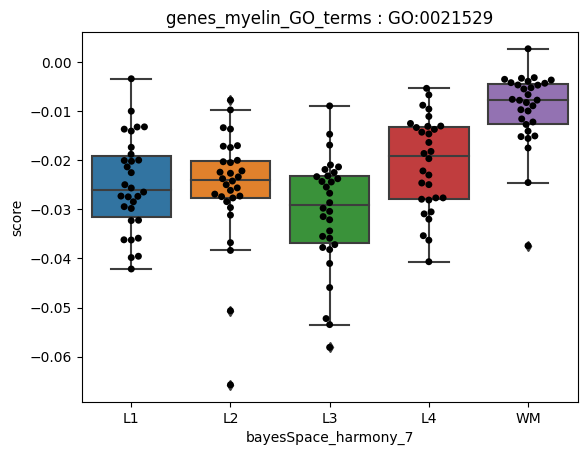 genes_myelin_GO_terms : GO:0021529
0.00
−0.01
−0.02
−0.03
−0.04
−0.05
−0.06
score
L1 L2 L3 L4 WM
bayesSpace_harmony_7